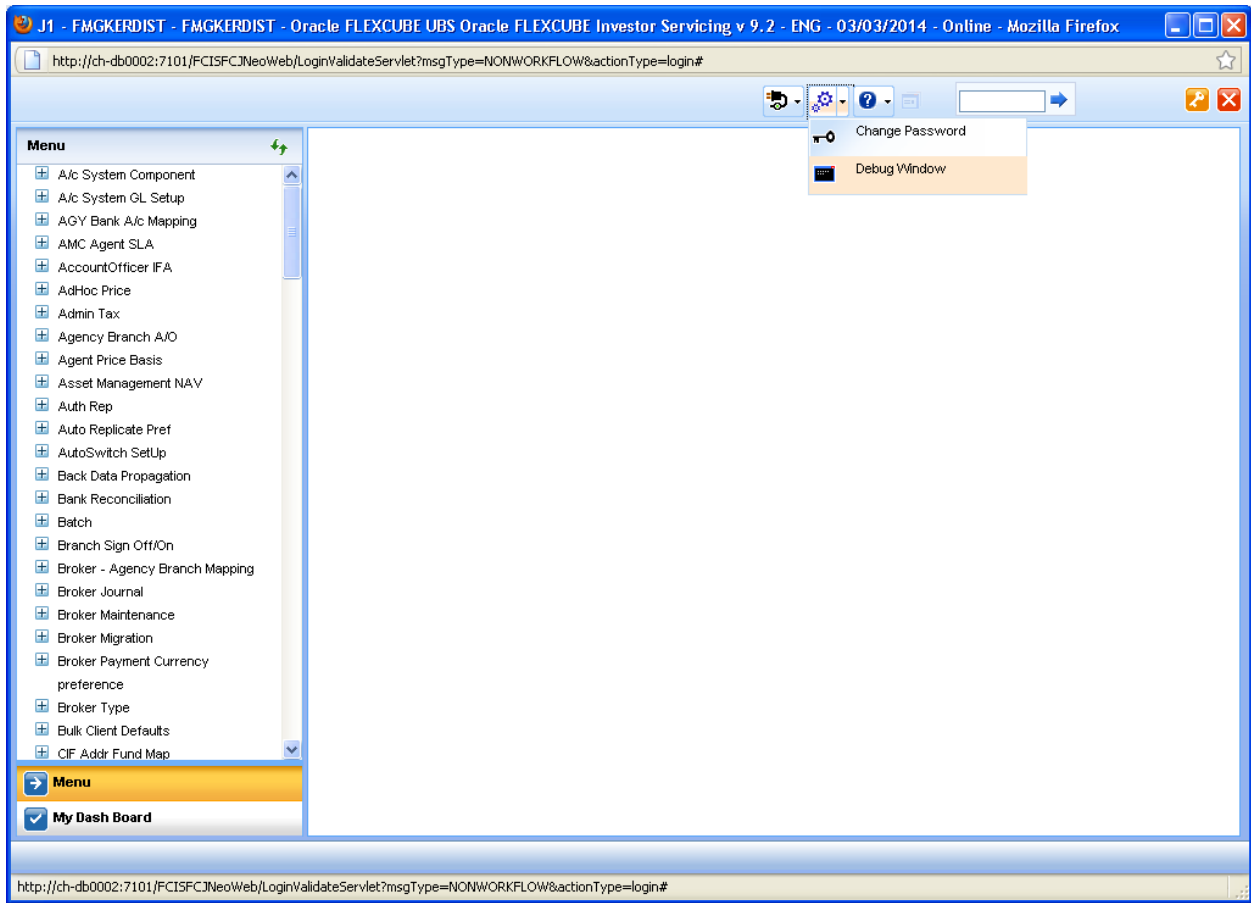 J1 - FMGKERDIST - FMGKERDIST - Oracle FLEXCUBE UBS Oracle FLEXCUBE Investor Servicing v 9.2 - ENG - 03/03/2014 - Online - Mozilla Firefox
http://ch-db0002:7101/FCISFCJNeoWeb/LoginValidateServlet?msgType=NONWORKFLOW&actionType=login#
Change Password
Debug Window
Menu
A/c System Component
A/c System GL Setup
AGY Bank A/c Mapping
AMC Agent SLA
AccountOfficer IFA
AdHoc Price
Admin Tax
Agency Branch A/O
Agent Price Basis
Asset Management NAV
Auth Rep
Auto Replicate Pref
AutoSwitch SetUp
Back Data Propagation
Bank Reconciliation
Batch
Branch Sign Off/On
Broker - Agency Branch Mapping
Broker Journal
Broker Maintenance
Broker Migration
Broker Payment Currency
preference
Broker Type
Bulk Client Defaults
CIF Addr Fund Map
Menu
My Dash Board
http://ch-db0002:7101/FCISFCJNeoWeb/LoginValidateServlet?msgType=NONWORKFLOW&actionType=login#